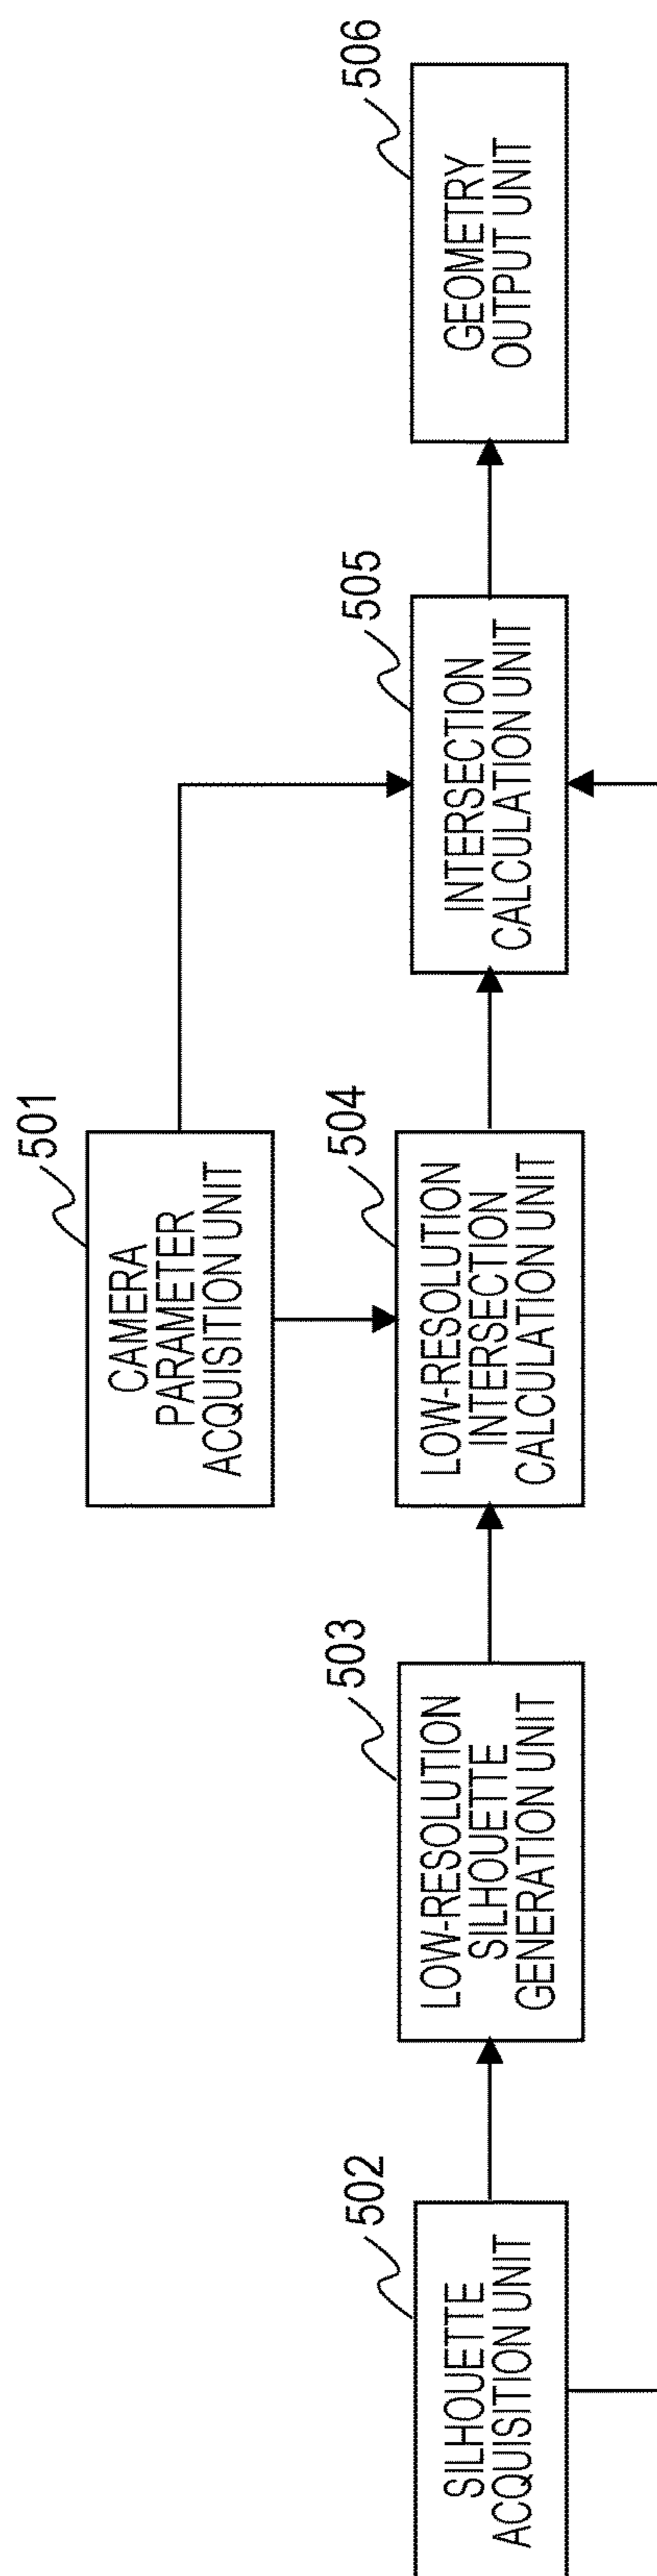 501
CAMERA
PARAMETER
ACQUISITION UNIT
502
SILHOUETTE
ACQUISITION UNIT
503
LOW-RESOLUTION
SILHOUETTE
GENERATION UNIT
504
LOW-RESOLUTION
INTERSECTION
CALCULATION UNIT
505
INTERSECTION
CALCULATION UNIT
506
GEOMETRY
OUTPUT UNIT